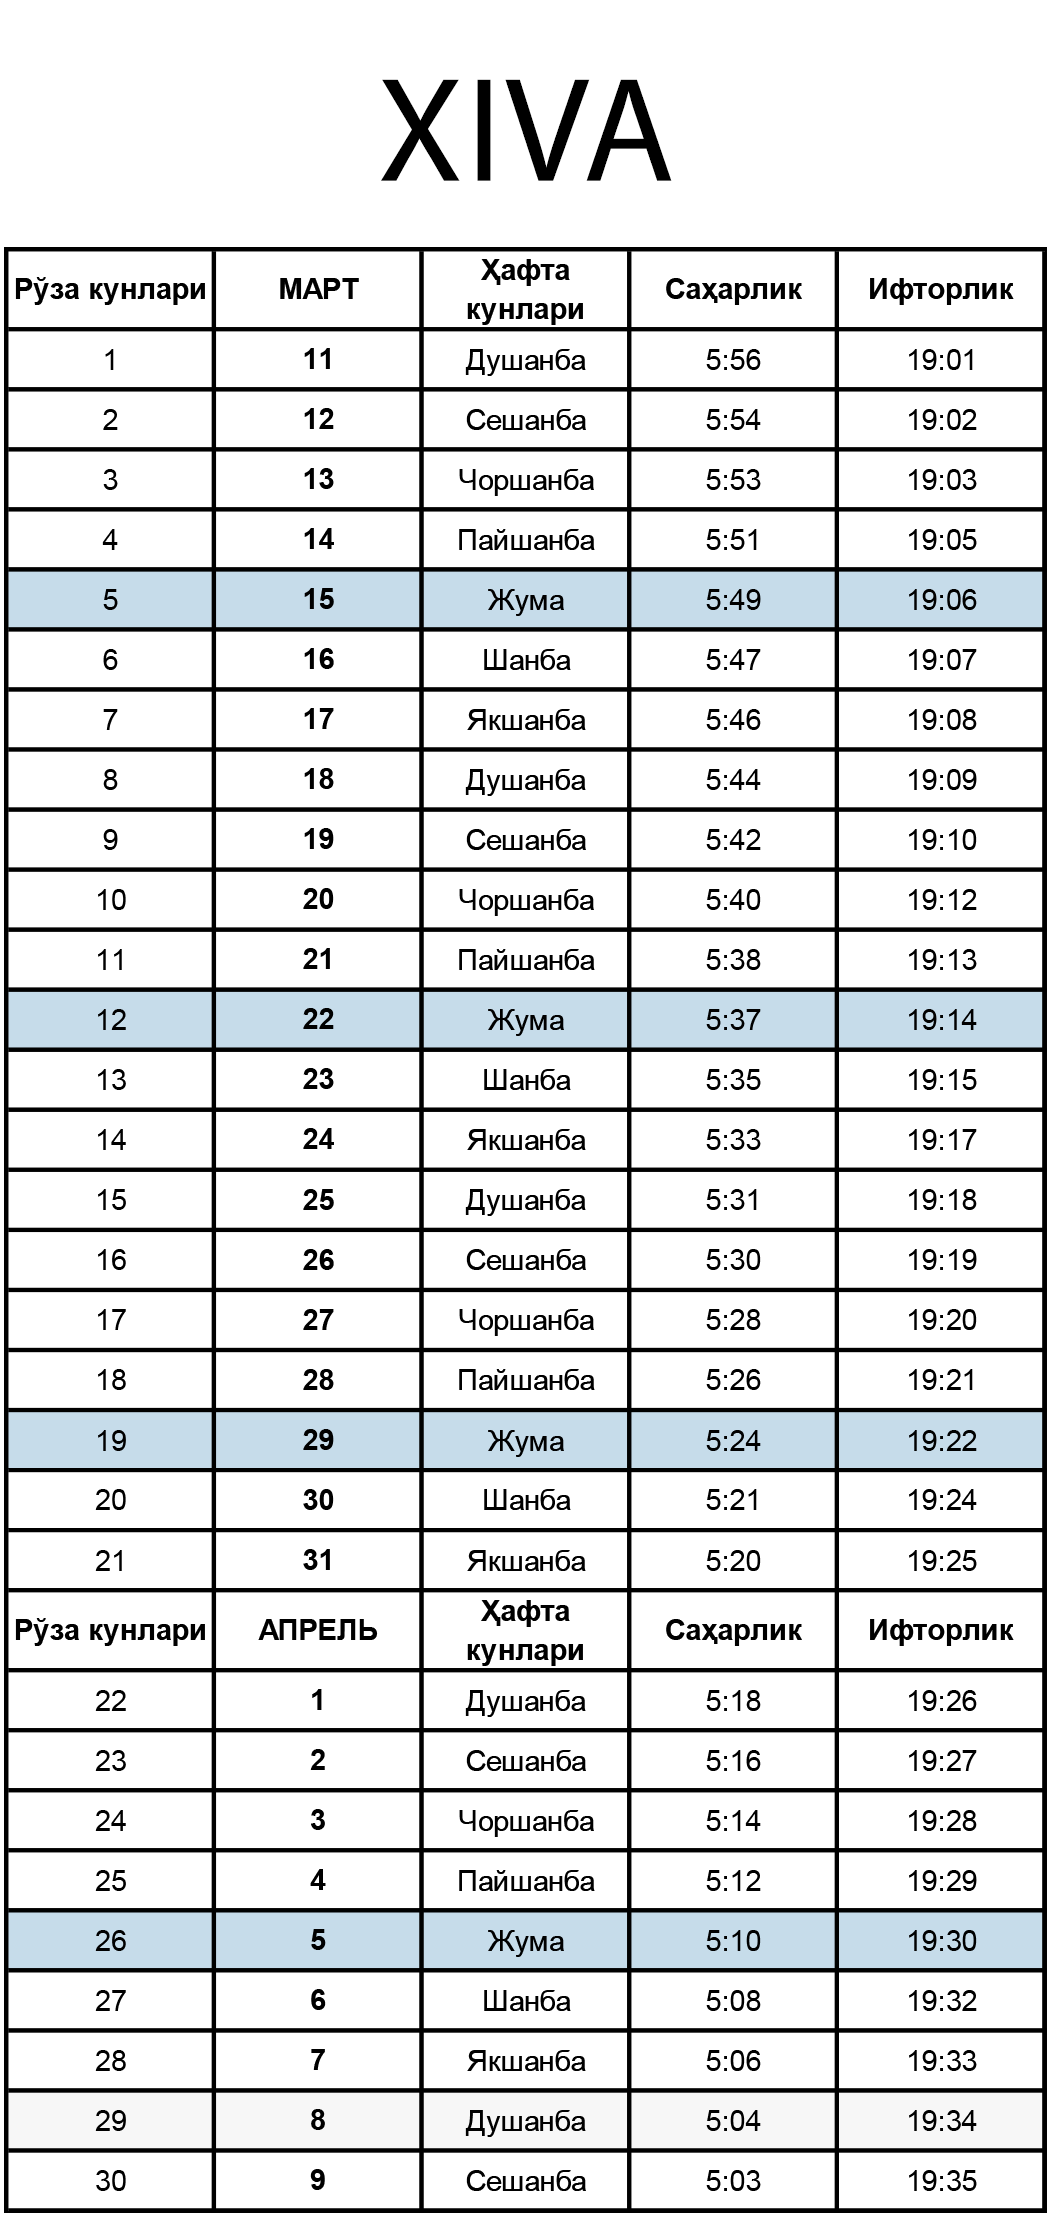 XIVA
Рўза кунлари МАРТ Ҳафта кунлари Саҳарлик Ифторлик
1 11 Душанба 5:56 19:01
2 12 Сешанба 5:54 19:02
3 13 Чоршанба 5:53 19:03
4 14 Пайшанба 5:51 19:05
5 15 Жума 5:49 19:06
6 16 Шанба 5:47 19:07
7 17 Якшанба 5:46 19:08
8 18 Душанба 5:44 19:09
9 19 Сешанба 5:42 19:10
10 20 Чоршанба 5:40 19:12
11 21 Пайшанба 5:38 19:13
12 22 Жума 5:37 19:14
13 23 Шанба 5:35 19:15
14 24 Якшанба 5:33 19:17
15 25 Душанба 5:31 19:18
16 26 Сешанба 5:30 19:19
17 27 Чоршанба 5:28 19:20
18 28 Пайшанба 5:26 19:21
19 29 Жума 5:24 19:22
20 30 Шанба 5:21 19:24
21 31 Якшанба 5:20 19:25
Рўза кунлари АПРЕЛЬ Ҳафта кунлари Саҳарлик Ифторлик
22 1 Душанба 5:18 19:26
23 2 Сешанба 5:16 19:27
24 3 Чоршанба 5:14 19:28
25 4 Пайшанба 5:12 19:29
26 5 Жума 5:10 19:30
27 6 Шанба 5:08 19:32
28 7 Якшанба 5:06 19:33
29 8 Душанба 5:04 19:34
30 9 Сешанба 5:03 19:35